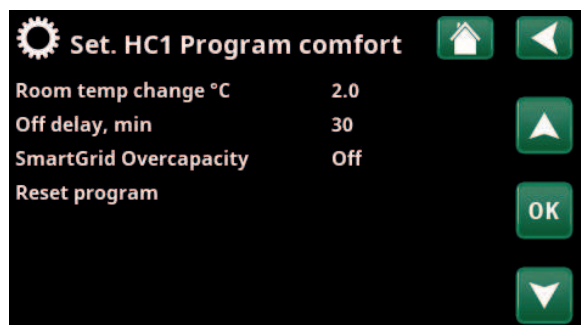 Set. HC1 Program comfort
Room temp change °C 2.0
Off delay, min 30
SmartGrid Overcapacity Off
Reset program
OK